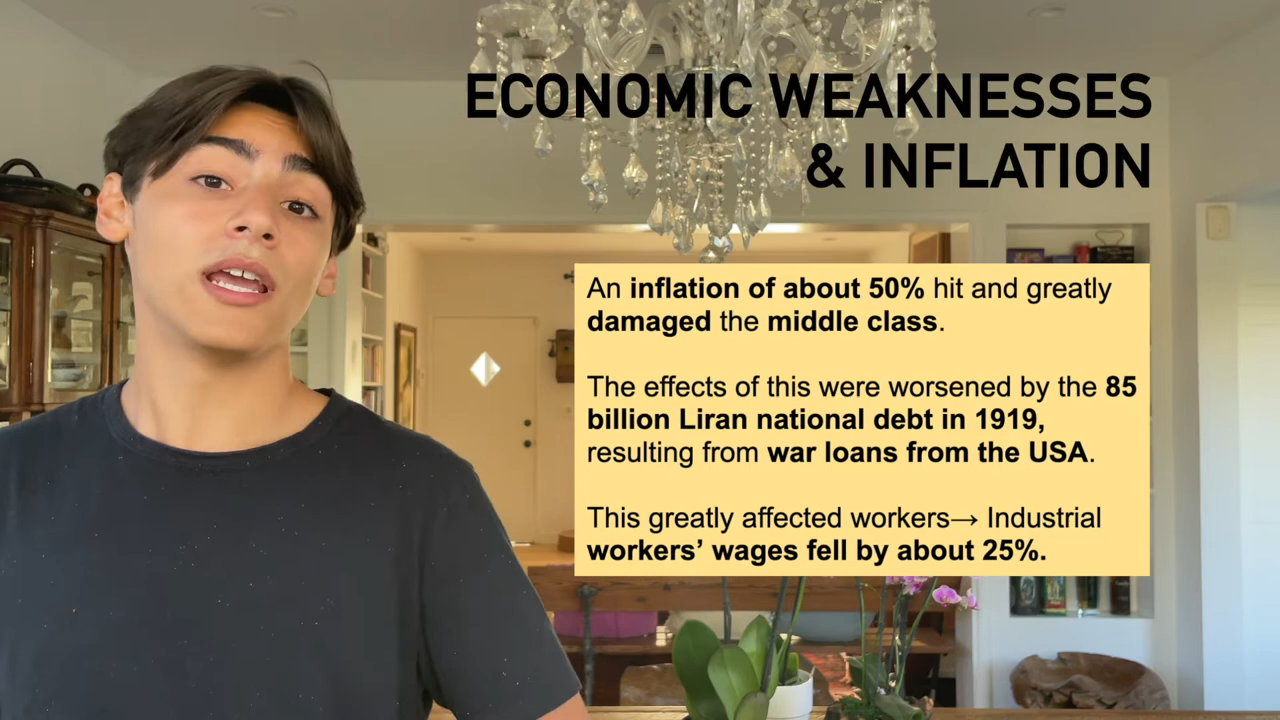 ECONOMIC WEAKNESSES
& INFLATION
An inflation of about 50% hit and greatly
damaged the middle class.
The effects of this were worsened by the 85
billion Liran national debt in 1919,
resulting from war loans from the USA.
This greatly affected workers→ Industrial
workers’ wages fell by about 25%.